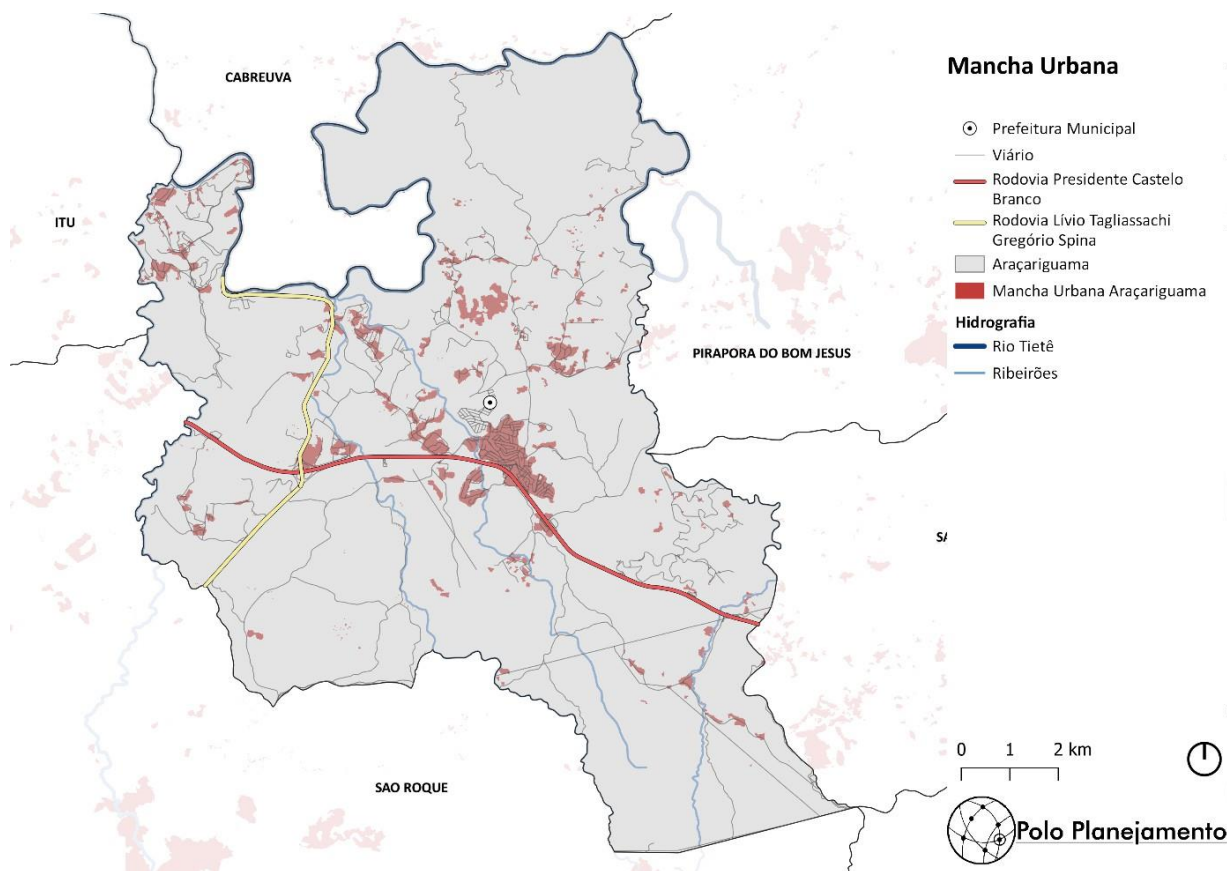 CABREUVA
ITU
PIRAPORA DO BOM JESUS
SA
SAO ROQUE
Mancha Urbana
Prefeitura Municipal
Viário
Rodovia Presidente Castelo
Branco
Rodovia Lívio Tagliassachi
Gregório Spina
Araçariguama
Mancha Urbana Araçariguama
Hidrografia
Rio Tietê
Ribeirões
0 1 2 km
Polo Planejamento